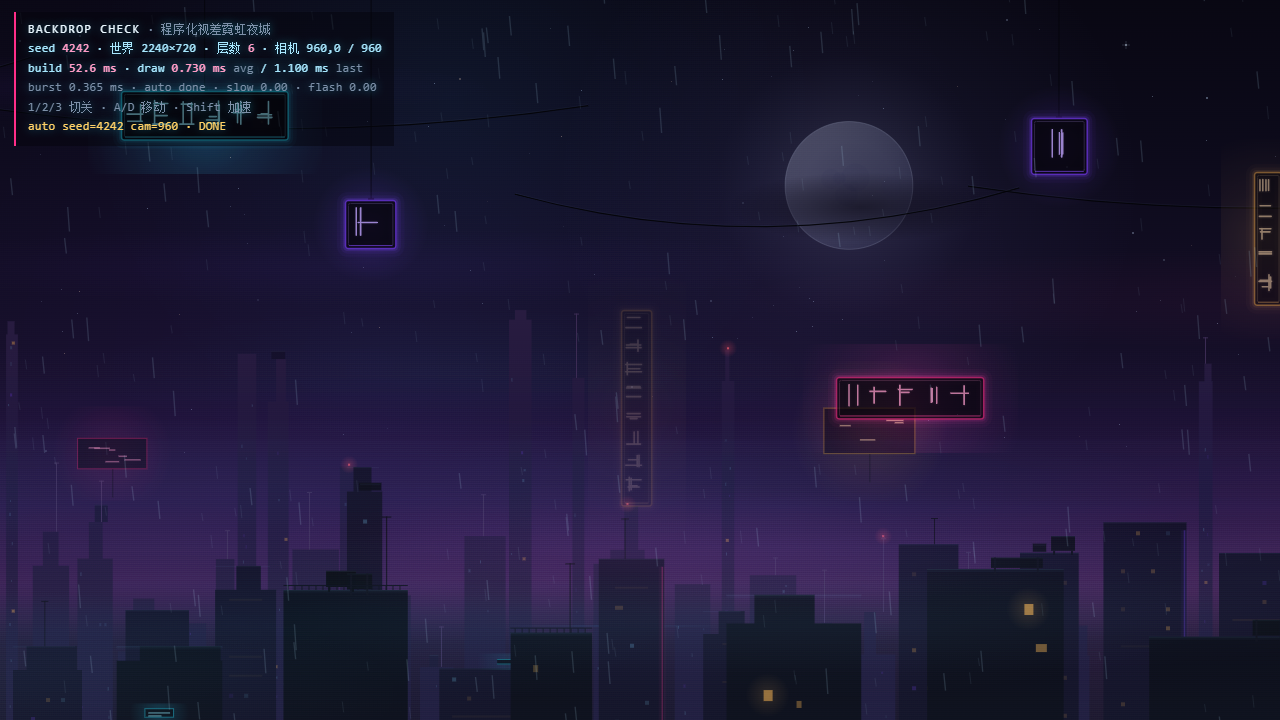 BACKDROP CHECK · 程序化视差霓虹夜城
seed 4242 · 世界 2240×720 · 层数 6 · 相机 960,0 / 960
build 52.6 ms · draw 0.730 ms avg / 1.100 ms last
burst 0.365 ms · auto done · slow 0.00 · flash 0.00
1/2/3 切关 · A/D 移动 · Shift 加速
auto seed=4242 cam=960 · DONE